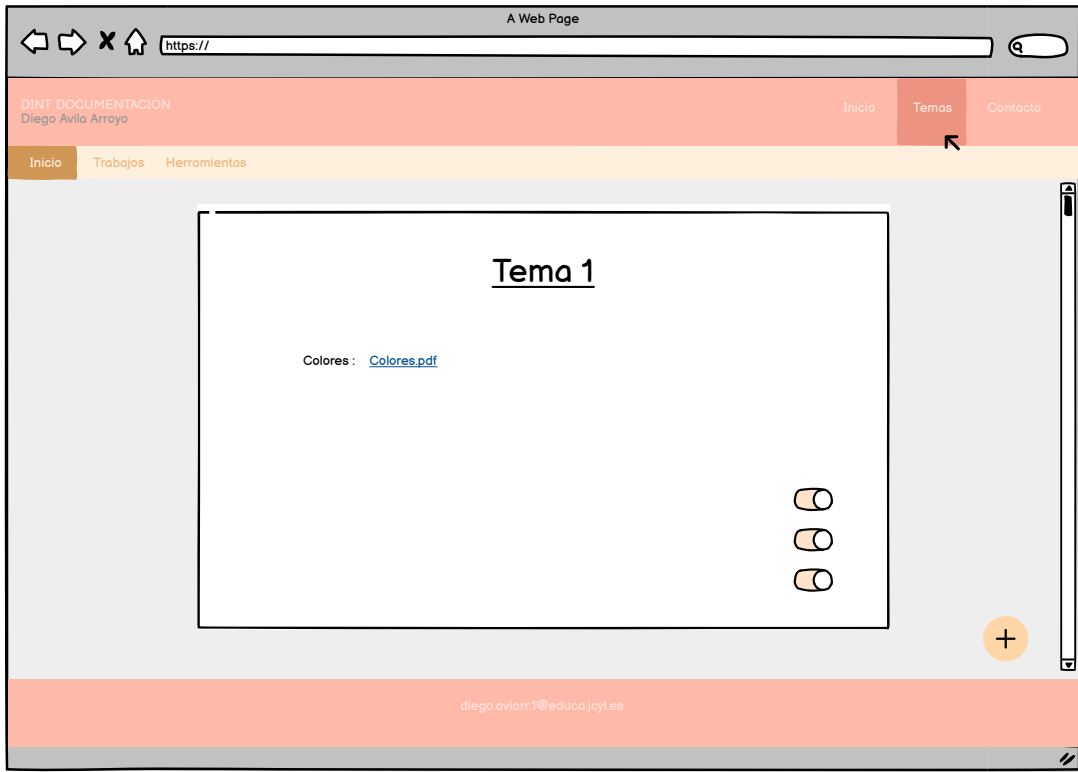 A Web Page
https://
DINT DOCUMENTACION
Diego Avila Arroyo
Inicio Temas Contacto
Inicio Trabajos Herramientas
Tema 1
Colores : Colores.pdf
diego.aviarr.1@educa.jcyl.es